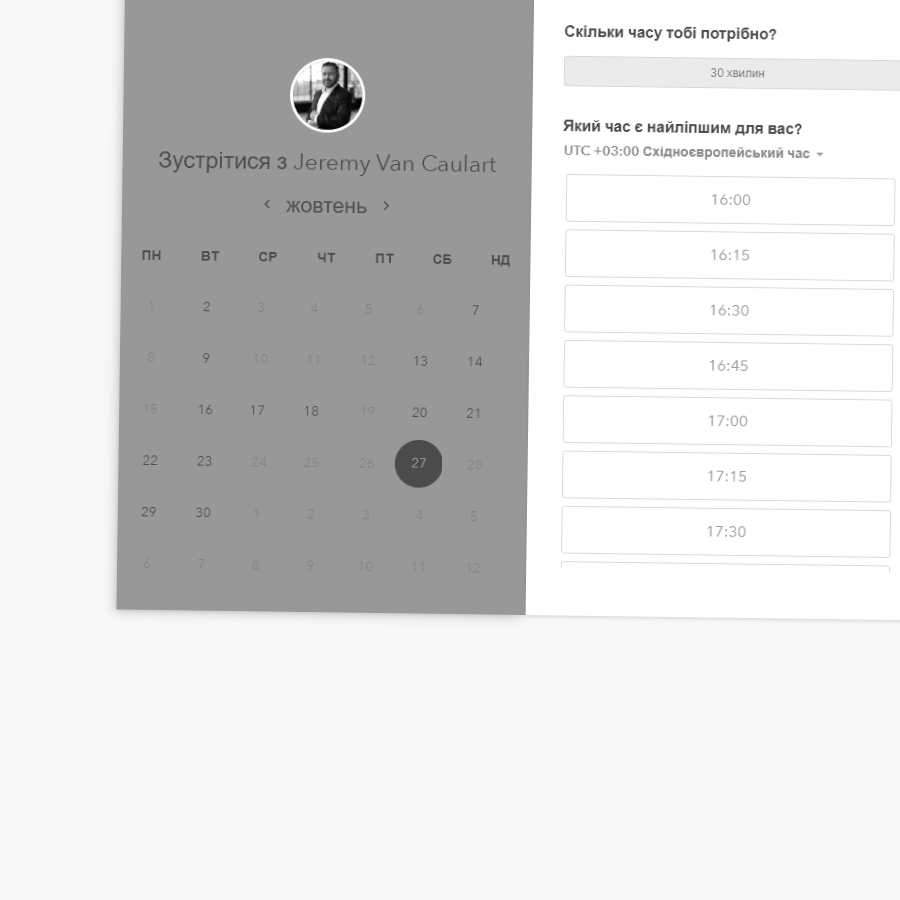 Зустрітися з Jeremy Van Caulart
‹ жовтень ›
ПН ВТ СР ЧТ ПТ СБ НД
1 2 3 4 5 6 7
8 9 10 11 12 13 14
15 16 17 18 19 20 21
22 23 24 25 26 27 28
29 30 1 2 3 4 5
6 7 8 9 10 11 12
Скільки часу тобі потрібно?
30 хвилин
Який час є найліпшим для вас?
UTC +03:00 Східноєвропейський час
16:00
16:15
16:30
16:45
17:00
17:15
17:30